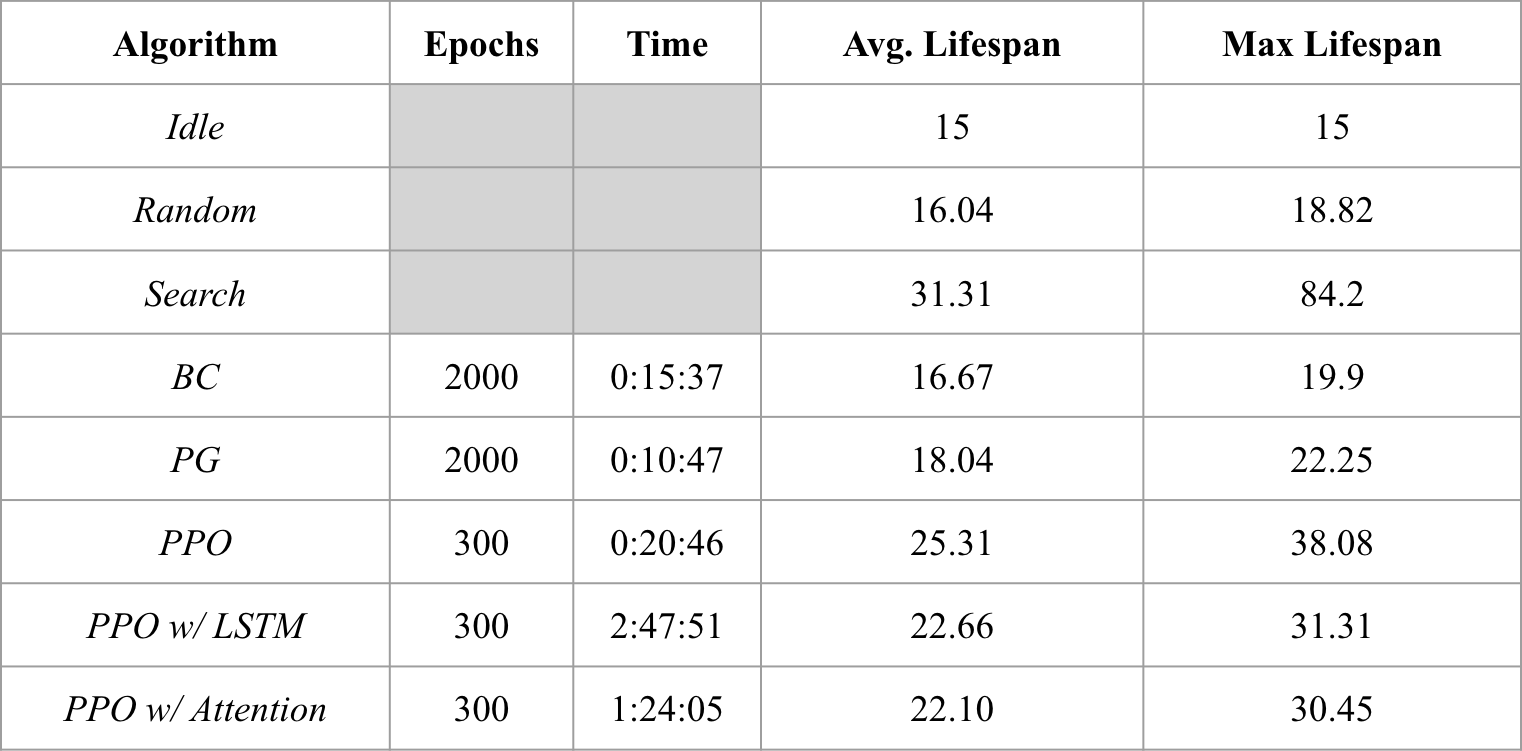 Algorithm Epochs Time Avg. Lifespan Max Lifespan
Idle 15 15
Random 16.04 18.82
Search 31.31 84.2
BC 2000 0:15:37 16.67 19.9
PG 2000 0:10:47 18.04 22.25
PPO 300 0:20:46 25.31 38.08
PPO w/ LSTM 300 2:47:51 22.66 31.31
PPO w/ Attention 300 1:24:05 22.10 30.45